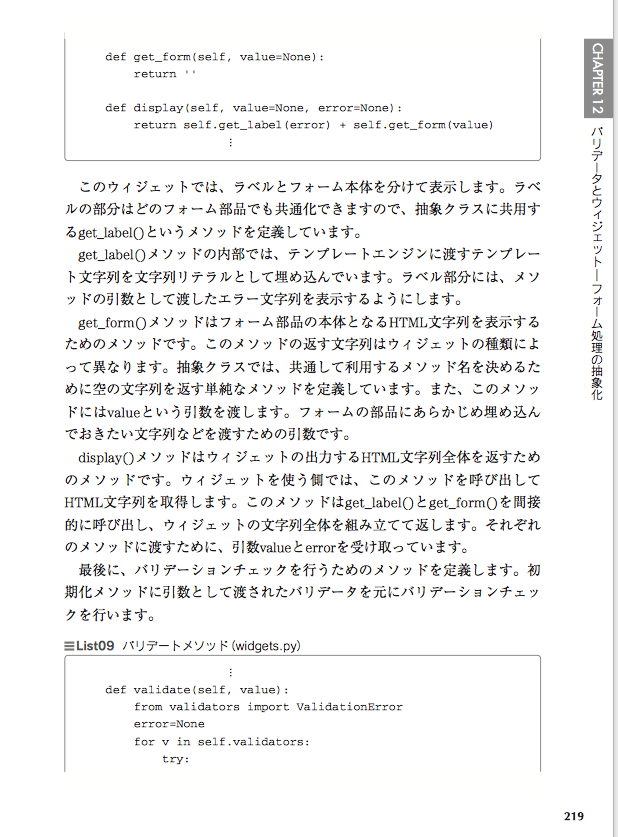 def get_form(self, value=None):
    return ''
def display(self, value=None, error=None):
    return self.get_label(error) + self.get_form(value)
⋮
このウィジェットでは、ラベルとフォーム本体を分けて表示します。ラベ
ルの部分はどのフォーム部品でも共通化できますので、抽象クラスに共用す
るget_label()というメソッドを定義しています。
get_label()メソッドの内部では、テンプレートエンジンに渡すテンプレー
ト文字列を文字列リテラルとして埋め込んでいます。ラベル部分には、メソ
ッドの引数として渡したエラー文字列を表示するようにします。
get_form()メソッドはフォーム部品の本体となるHTML文字列を表示する
ためのメソッドです。このメソッドの返す文字列はウィジェットの種類によ
って異なります。抽象クラスでは、共通して利用するメソッド名を決めるた
めに空の文字列を返す単純なメソッドを定義しています。また、このメソッ
ドにはvalueという引数を渡します。フォームの部品にあらかじめ埋め込ん
でおきたい文字列などを渡すための引数です。
display()メソッドはウィジェットの出力するHTML文字列全体を返すため
のメソッドです。ウィジェットを使う側では、このメソッドを呼び出して
HTML文字列を取得します。このメソッドはget_label()とget_form()を間接
的に呼び出し、ウィジェットの文字列全体を組み立てて返します。それぞれ
のメソッドに渡すために、引数valueとerrorを受け取っています。
最後に、バリデーションチェックを行うためのメソッドを定義します。初
期化メソッドに引数として渡されたバリデータを元にバリデーションチェッ
クを行います。
List09 バリデートメソッド(widgets.py)
⋮
def validate(self, value):
    from validators import ValidationError
    error=None
    for v in self.validators:
        try:
CHAPTER 12
バリデータとウィジェット―フォーム処理の抽象化
219